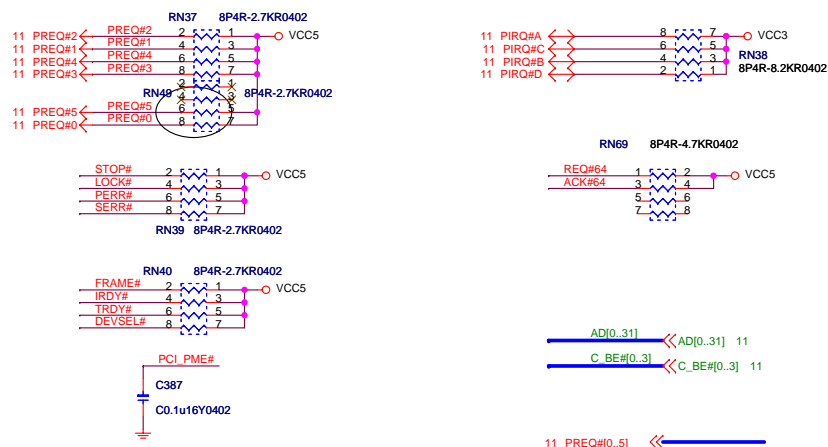 RN37 8P4R-2.7KR0402
11 PREQ#2 PREQ#2 2 1 VCC5
11 PREQ#1 PREQ#1 4 3
11 PREQ#4 PREQ#4 6 5
11 PREQ#3 PREQ#3 8 7
RN49 2 1 8P4R-2.7KR0402
4 3
11 PREQ#5 PREQ#5 6 5
11 PREQ#0 PREQ#0 8 7
11 PIRQ#A 8 7 VCC3
11 PIRQ#C 6 5
11 PIRQ#B 4 3
11 PIRQ#D 2 1
RN38
8P4R-8.2KR0402
STOP# 2 1 VCC5
LOCK# 4 3
PERR# 6 5
SERR# 8 7
RN39 8P4R-2.7KR0402
RN69 8P4R-4.7KR0402
REQ#64 1 2 VCC5
ACK#64 3 4
5 6
7 8
RN40 8P4R-2.7KR0402
FRAME# 2 1 VCC5
IRDY# 4 3
TRDY# 6 5
DEVSEL# 8 7
AD[0..31] AD[0..31] 11
C_BE#[0..3] C_BE#[0..3] 11
PCI_PME#
C387
C0.1u16Y0402
11 PREQ#[0..5]